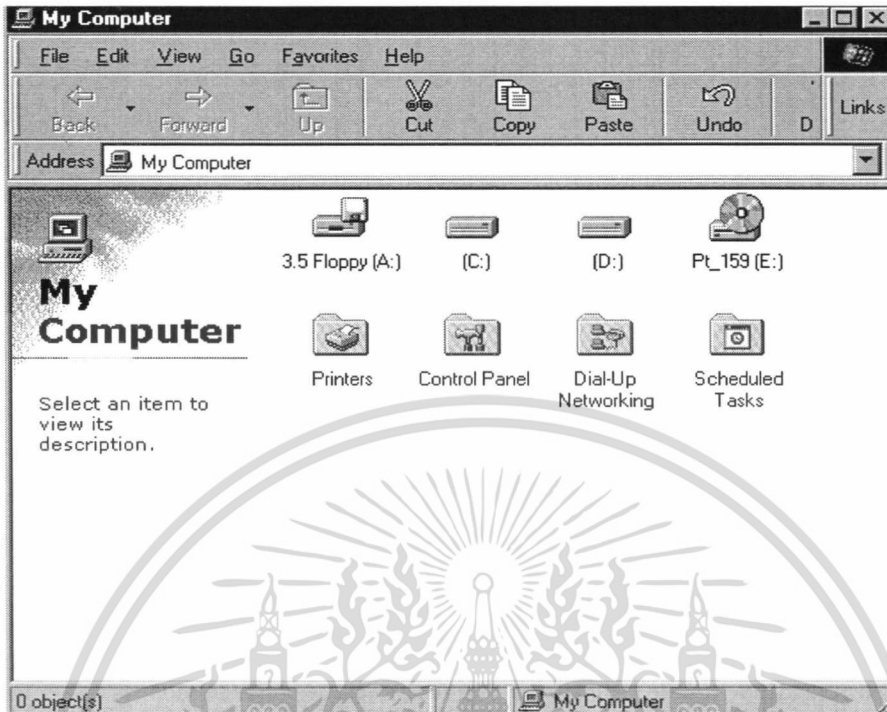 My Computer
File Edit View Go Favorites Help
Back Forward Up Cut Copy Paste Undo D Links
Address My Computer
3.5 Floppy (A:) (C:) (D:) Pt_159 (E:)
My
Computer
Printers Control Panel Dial-Up Networking Scheduled Tasks
Select an item to
view its
description.
0 object(s) My Computer